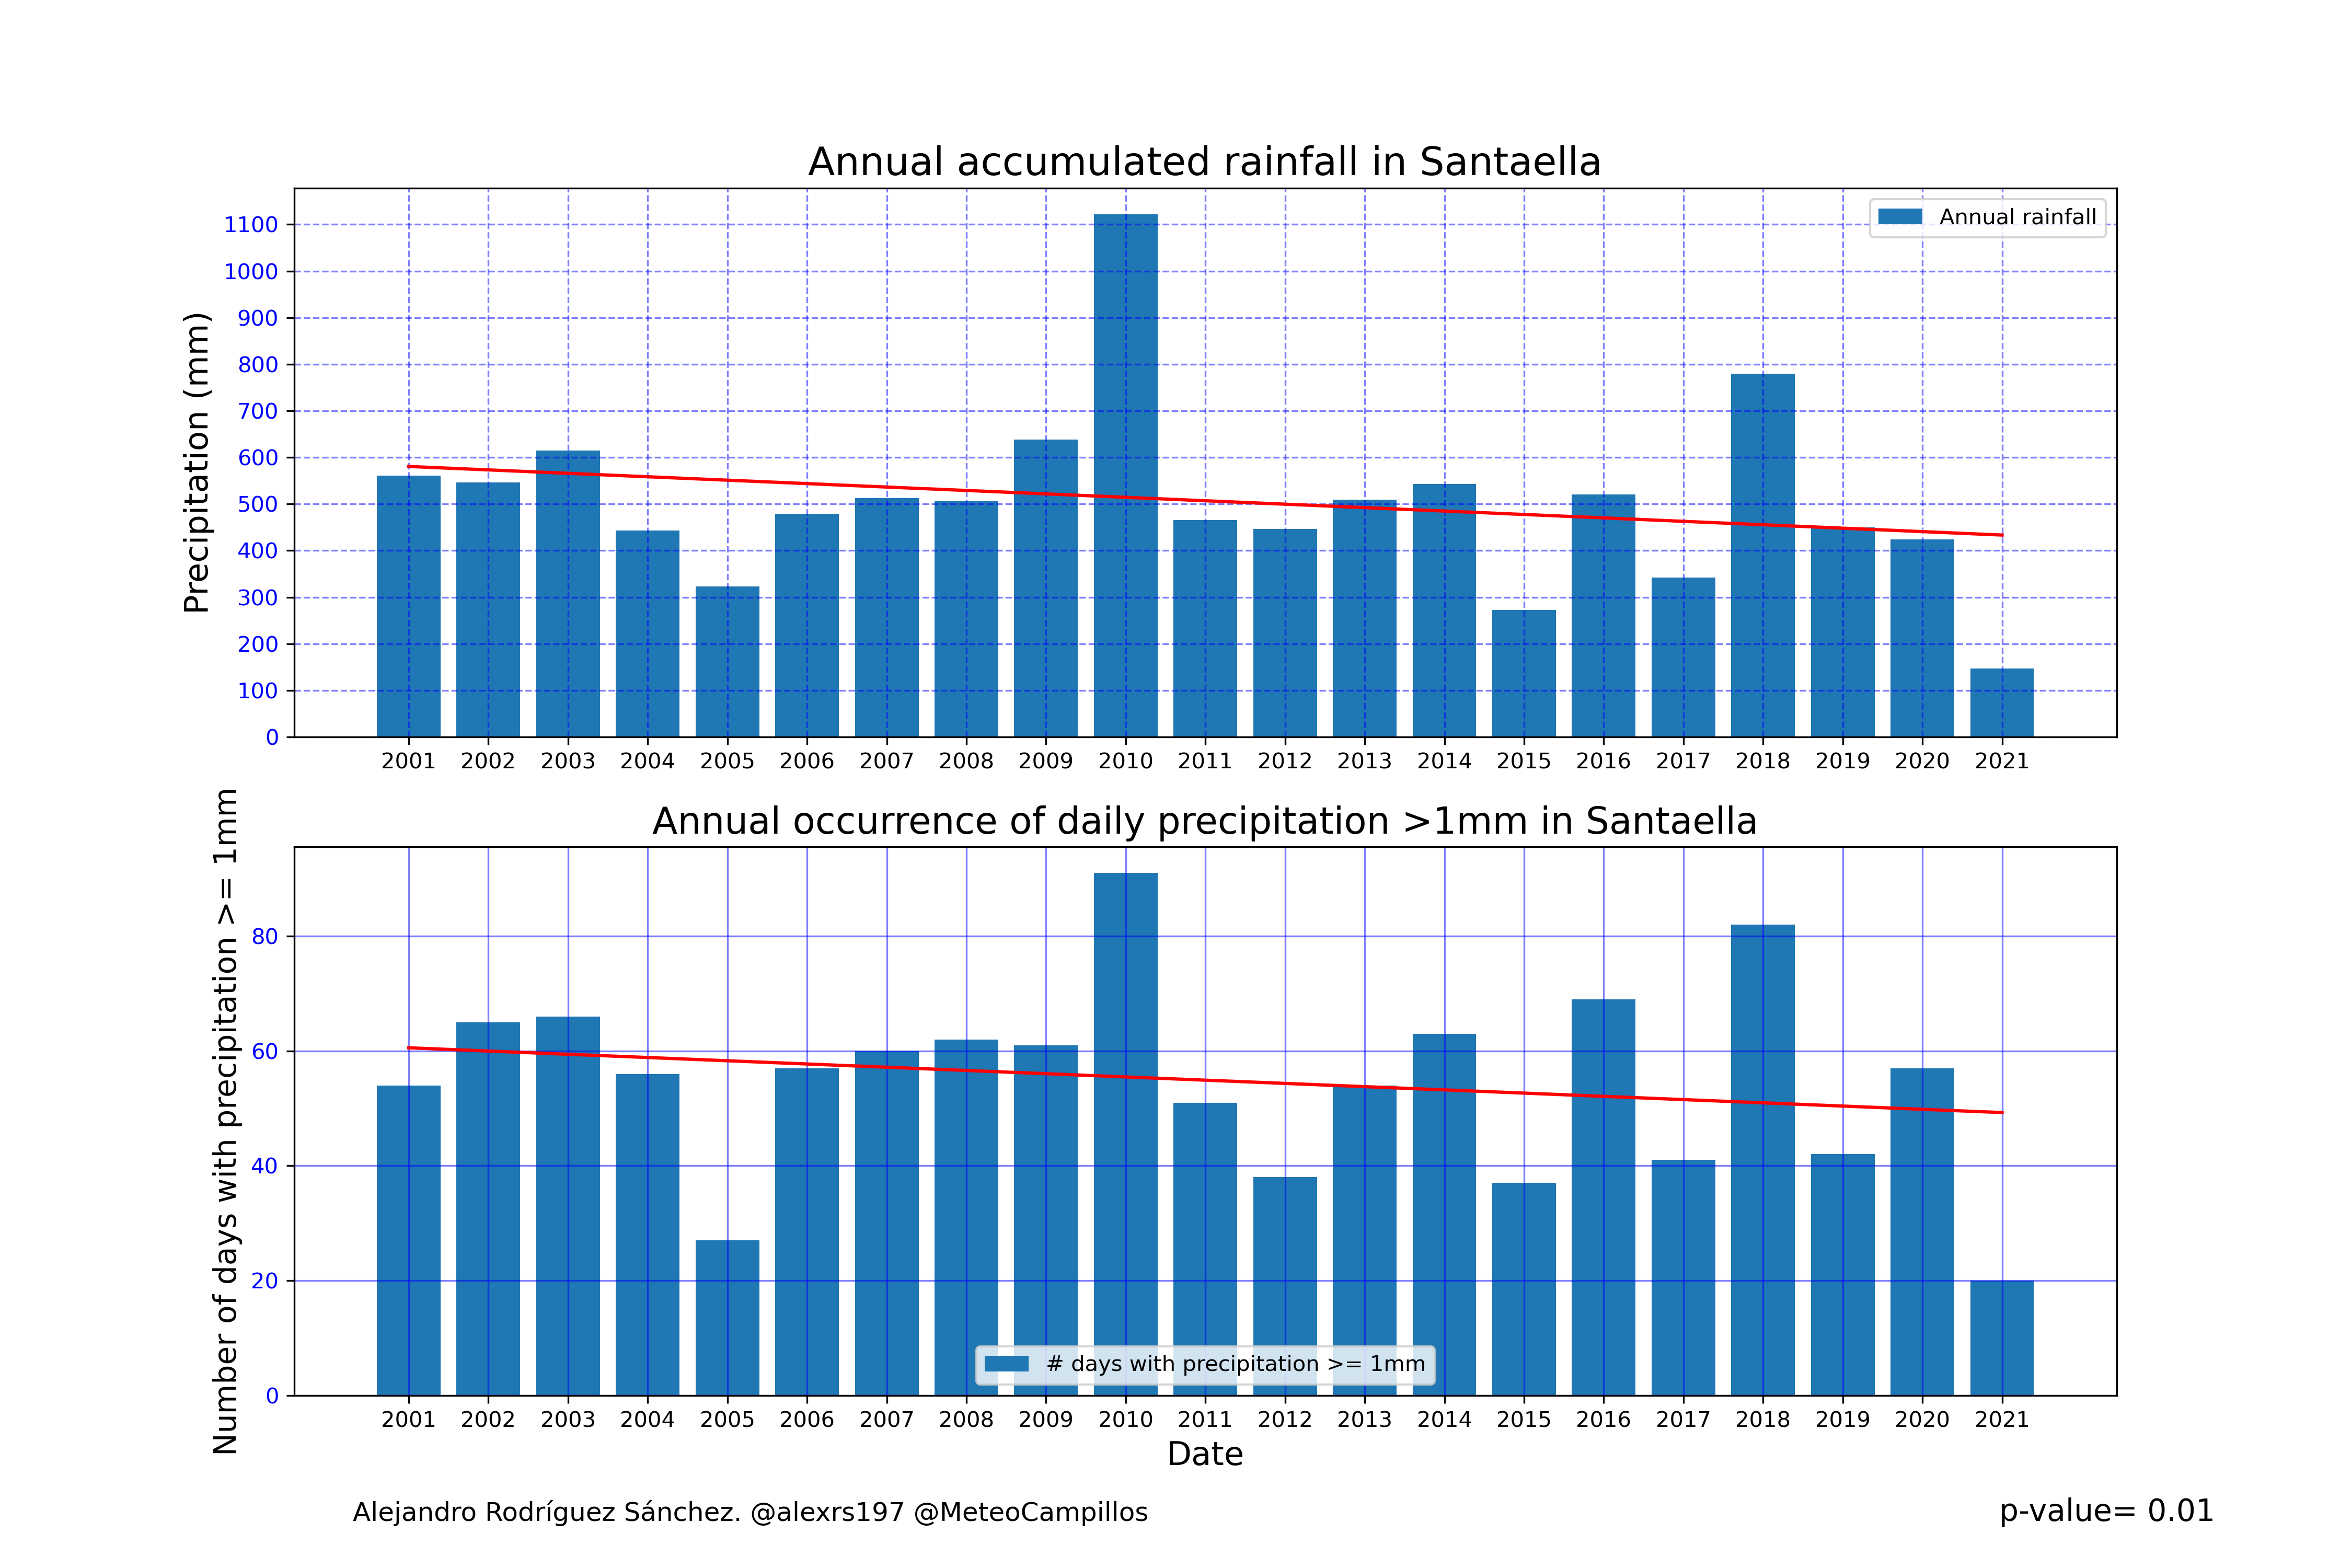 Annual accumulated rainfall in Santaella
Precipitation (mm)
1100
1000
900
800
700
600
500
400
300
200
100
0
Annual rainfall
2001 2002 2003 2004 2005 2006 2007 2008 2009 2010 2011 2012 2013 2014 2015 2016 2017 2018 2019 2020 2021
Annual occurrence of daily precipitation >1mm in Santaella
Number of days with precipitation >= 1mm
80
60
40
20
0
# days with precipitation >= 1mm
2001 2002 2003 2004 2005 2006 2007 2008 2009 2010 2011 2012 2013 2014 2015 2016 2017 2018 2019 2020 2021
Date
Alejandro Rodríguez Sánchez. @alexrs197 @MeteoCampillos
p-value= 0.01